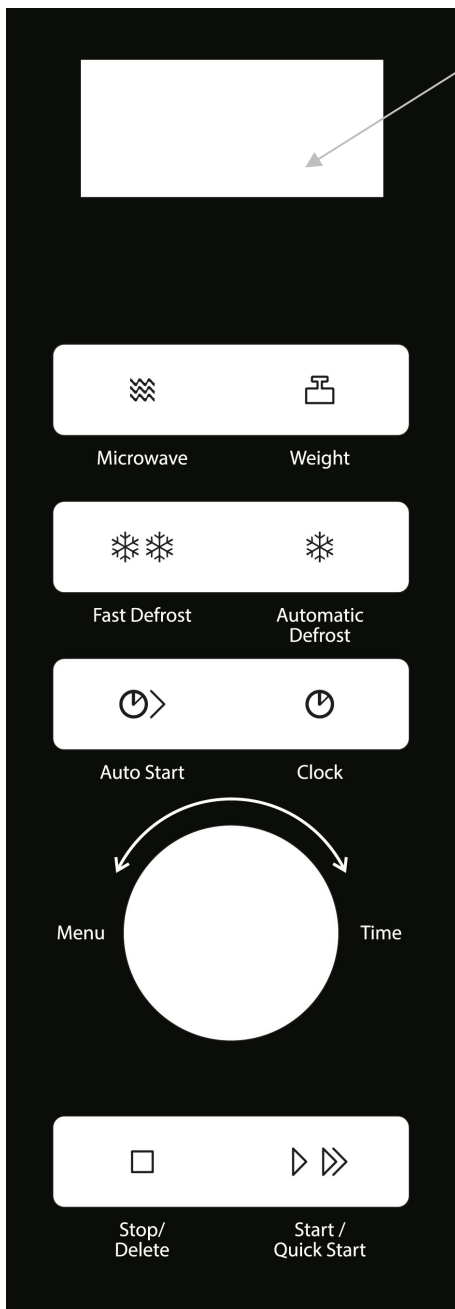 Microwave
Weight
Fast Defrost
Automatic
Defrost
Auto Start
Clock
Menu
Time
Stop/
Delete
Start /
Quick Start